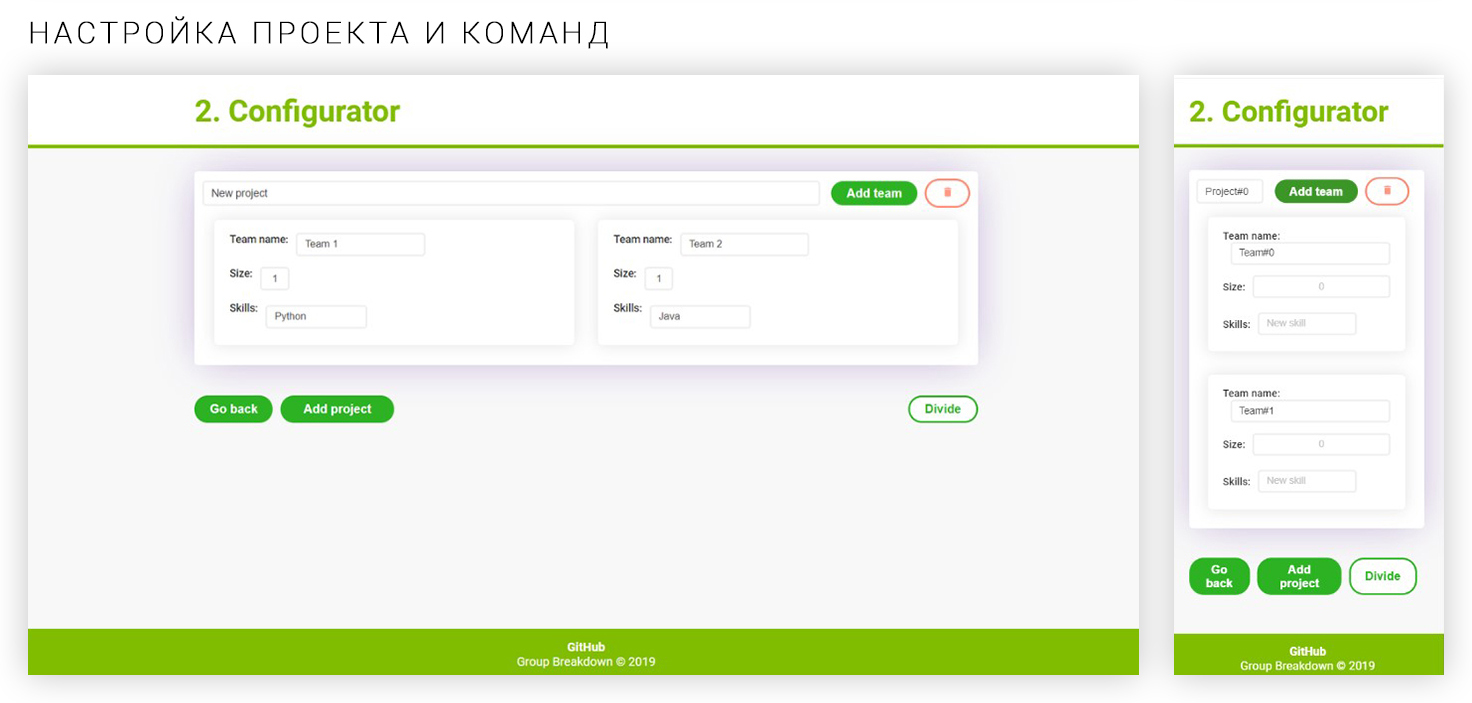 НАСТРОЙКА ПРОЕКТА И КОМАНД
2. Configurator
New project
Add team
Team name: Team 1
Size: 1
Skills: Python
Team name: Team 2
Size: 1
Skills: Java
Go back
Add project
Divide
GitHub
Group Breakdown © 2019
2. Configurator
Project#0
Add team
Team name:
Team#0
Size: 0
Skills: New skill
Team name:
Team#1
Size: 0
Skills: New skill
Go
back
Add
project
Divide
GitHub
Group Breakdown © 2019